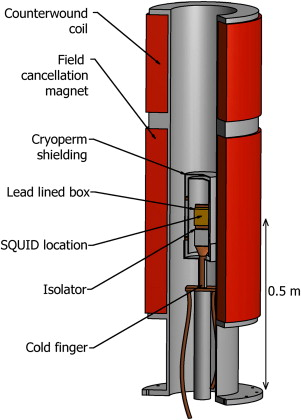 Counterwound
coil
Field
cancellation
magnet
Cryoperm
shielding
Lead lined box
SQUID location
Isolator
0.5 m
Cold finger